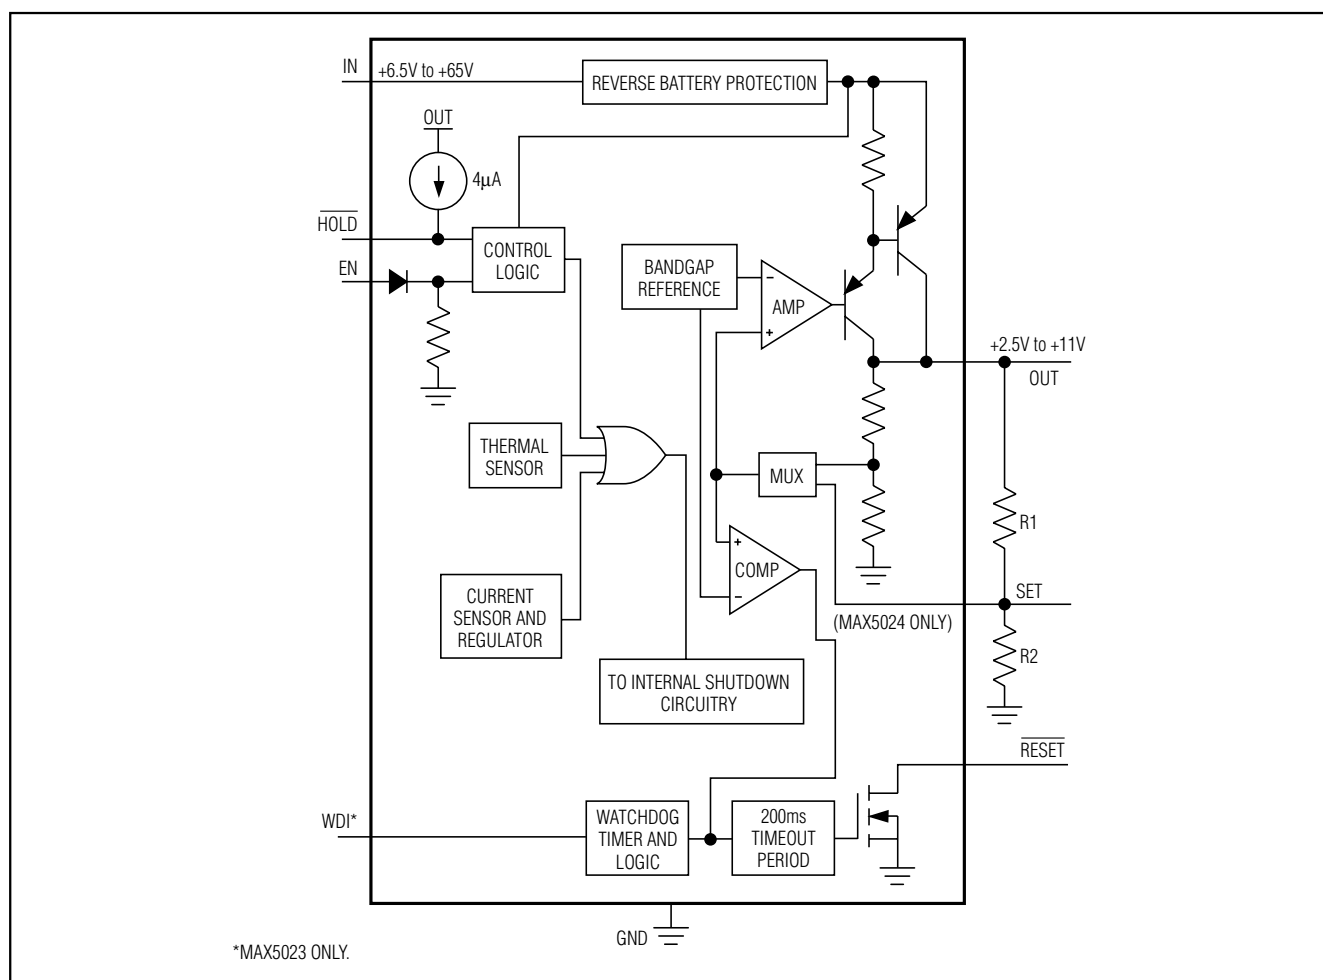 IN
+6.5V to +65V
REVERSE BATTERY PROTECTION
OUT
4μA
HOLD
EN
CONTROL
LOGIC
BANDGAP
REFERENCE
−
AMP
+
+2.5V to +11V
OUT
THERMAL
SENSOR
MUX
R1
+
COMP
−
CURRENT
SENSOR AND
REGULATOR
SET
(MAX5024 ONLY)
R2
TO INTERNAL SHUTDOWN
CIRCUITRY
RESET
WDI*
WATCHDOG
TIMER AND
LOGIC
200ms
TIMEOUT
PERIOD
GND
*MAX5023 ONLY.